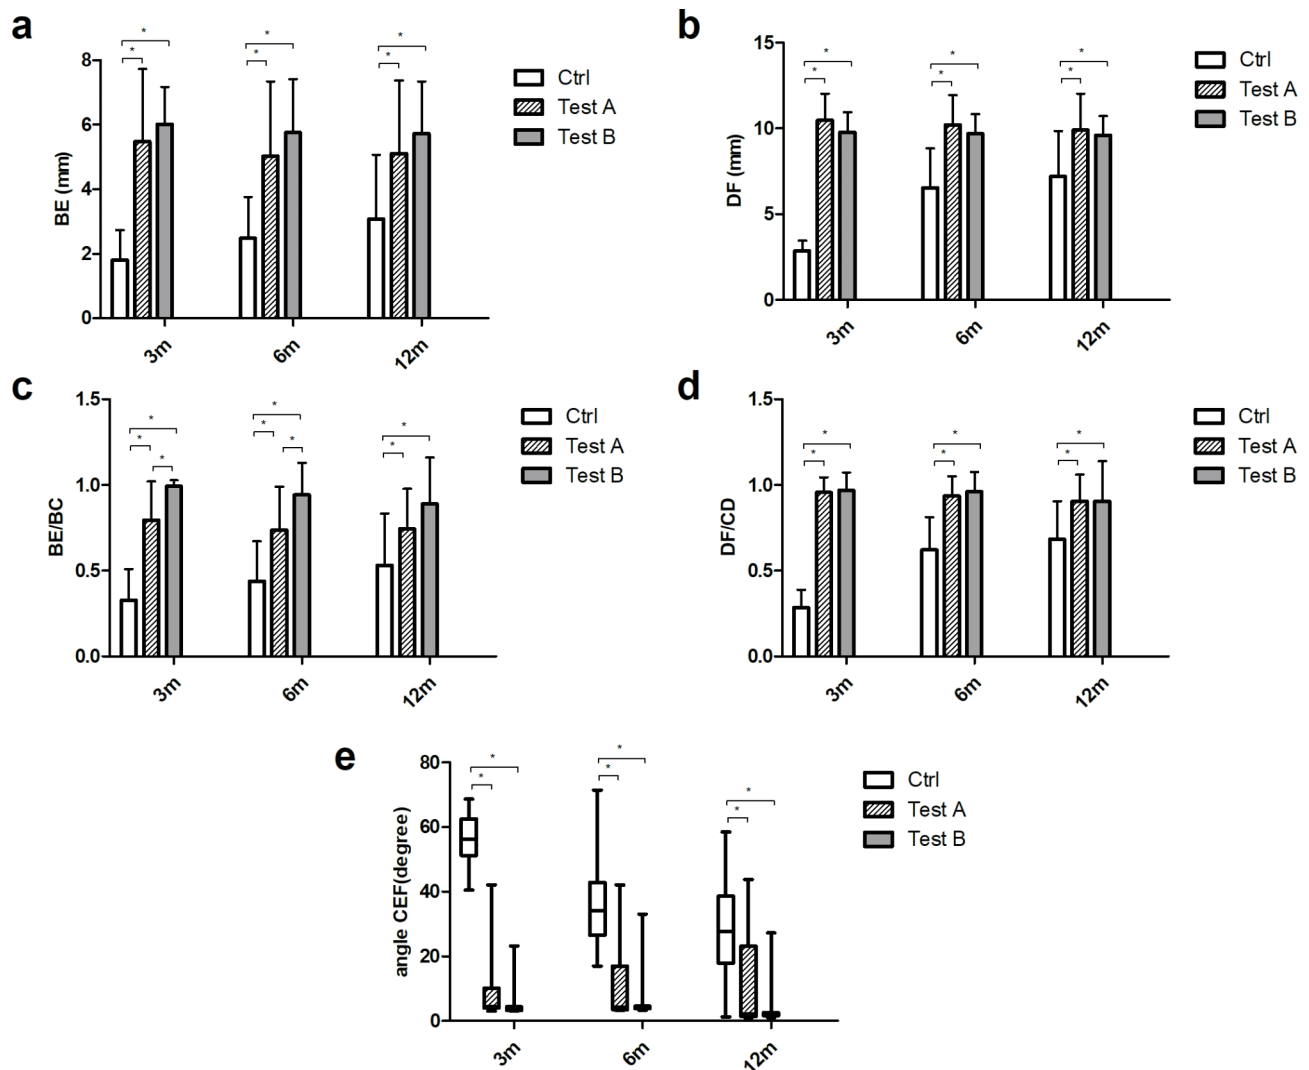 a
* * * * * *
BE (mm)
8
6
4
2
0
3m 6m 12m
Ctrl
Test A
Test B
b
* * * * * *
DF (mm)
15
10
5
0
3m 6m 12m
Ctrl
Test A
Test B
c
* * * * * * * *
BE/BC
1.5
1.0
0.5
0.0
3m 6m 12m
Ctrl
Test A
Test B
d
* * * * * *
DF/CD
1.5
1.0
0.5
0.0
3m 6m 12m
Ctrl
Test A
Test B
e
* * * * * *
angle CEF(degree)
80
60
40
20
0
3m 6m 12m
Ctrl
Test A
Test B